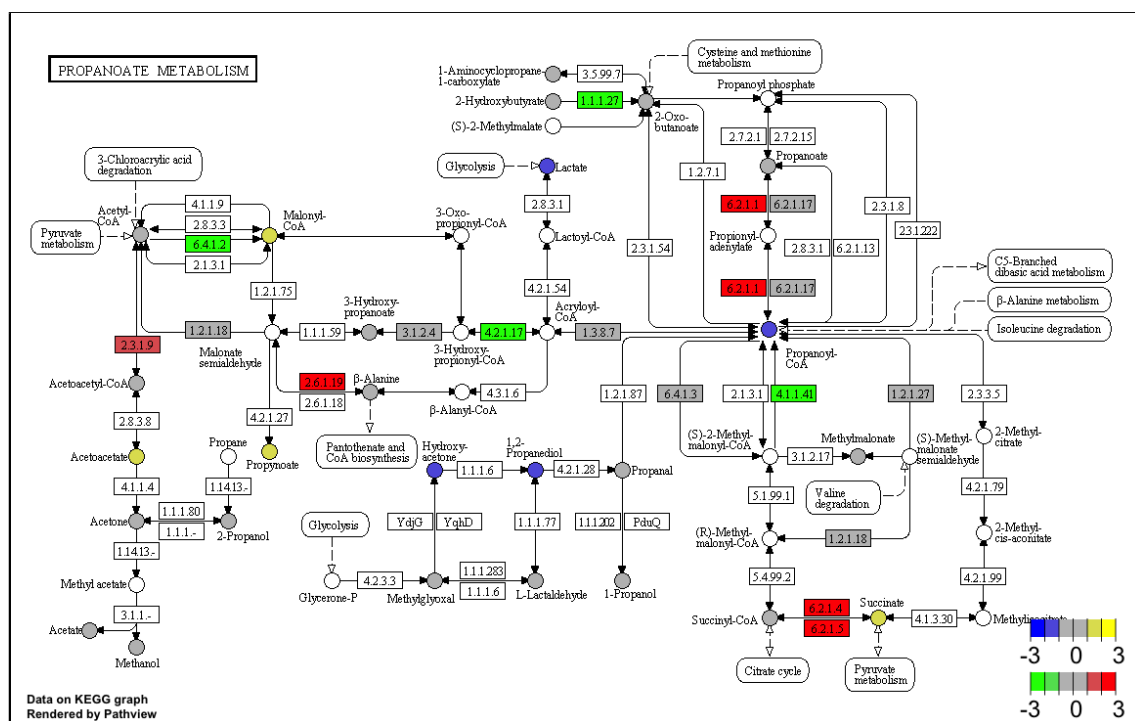 PROPANOATE METABOLISM
Cysteine and methionine
metabolism
1-Aminocyclopropane
1-carboxylate
3.5.99.7
Propanoyl phosphate
2-Hydroxybutyrate
1.1.1.27
2-Oxo-
butanoate
(S)-2-Methylmalate
2.7.2.1
2.7.2.15
3-Chloroacrylic acid
degradation
Glycolysis
Lactate
1.2.7.1
Propanoate
4.1.1.9
Acetyl-
CoA
2.8.3.3
Malonyl-
CoA
3-Oxo-
propionyl-CoA
2.8.3.1
6.2.1.1
6.2.1.17
2.3.1.8
Pyruvate
metabolism
6.4.1.2
Lactoyl-CoA
Propionyl-
adenylate
2.3.1.54
2.8.3.1
6.2.1.13
2.3.1.222
2.1.3.1
C5-Branched
dibasic acid metabolism
1.2.1.75
4.2.1.54
6.2.1.1
6.2.1.17
β-Alanine metabolism
3-Hydroxy-
propanoate
Acryloyl-
CoA
1.2.1.18
1.1.1.59
3.1.2.4
4.2.1.17
1.3.8.7
Isoleucine degradation
2.3.1.9
Malonate
semialdehyde
3-Hydroxy-
propionyl-CoA
Propanoyl-
CoA
Acetoacetyl-CoA
2.6.1.19
β-Alanine
2.6.1.18
4.3.1.6
β-Alanyl-CoA
1.2.1.87
6.4.1.3
2.1.3.1
4.1.1.41
1.2.1.27
2.3.3.5
2.8.3.8
4.2.1.27
Propane
Pantothenate and
CoA biosynthesis
Hydroxy-
acetone
1,2-
Propanediol
(S)-2-Methyl-
malonyl-CoA
Methylmalonate
(S)-Methyl-
malonate
semialdehyde
2-Methyl-
citrate
Acetoacetate
Propynoate
1.1.1.6
4.2.1.28
Propanal
3.1.2.17
4.1.1.4
1.14.13.-
Valine
degradation
4.2.1.79
1.1.1.80
Acetone
1.1.1.-
2-Propanol
Glycolysis
YdjG
YqhD
1.1.1.77
1.1.1.202
PduQ
5.1.99.1
(R)-Methyl-
malonyl-CoA
1.2.1.18
2-Methyl-
cis-aconitate
1.14.13.-
Methyl acetate
4.2.3.3
1.1.1.283
1.1.1.6
Glycerone-P
Methylglyoxal
L-Lactaldehyde
1-Propanol
5.4.99.2
4.2.1.99
3.1.1.-
Acetate
Methanol
Succinyl-CoA
6.2.1.4
6.2.1.5
Succinate
4.1.3.30
Citrate cycle
Pyruvate
metabolism
-3 0 3
-3 0 3
Data on KEGG graph
Rendered by Pathview